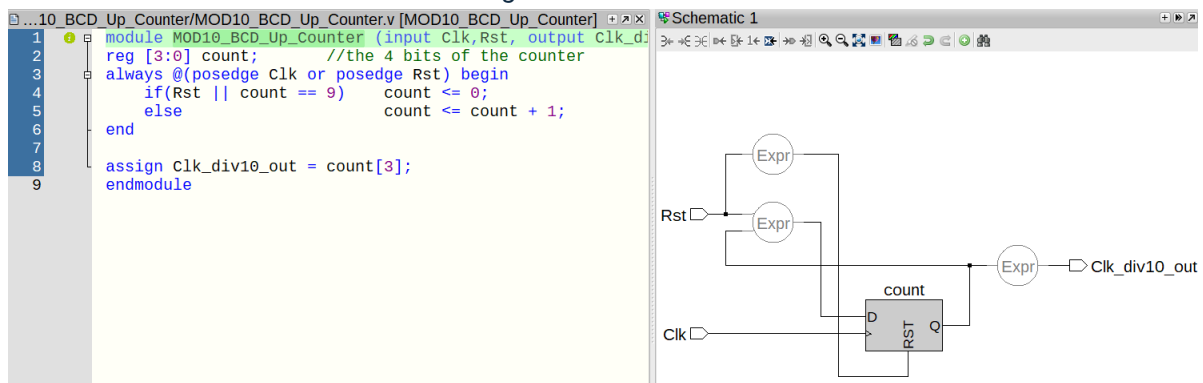 ...10_BCD_Up_Counter/MOD10_BCD_Up_Counter.v [MOD10_BCD_Up_Counter]
1 module MOD10_BCD_Up_Counter (input Clk,Rst, output Clk_di
2 reg [3:0] count; //the 4 bits of the counter
3 always @(posedge Clk or posedge Rst) begin
4 if(Rst || count == 9) count <= 0;
5 else count <= count + 1;
6 end
7
8 assign Clk_div10_out = count[3];
9 endmodule
Schematic 1
Expr
Rst
Expr
Expr
Clk_div10_out
count
D
Q
RST
Clk